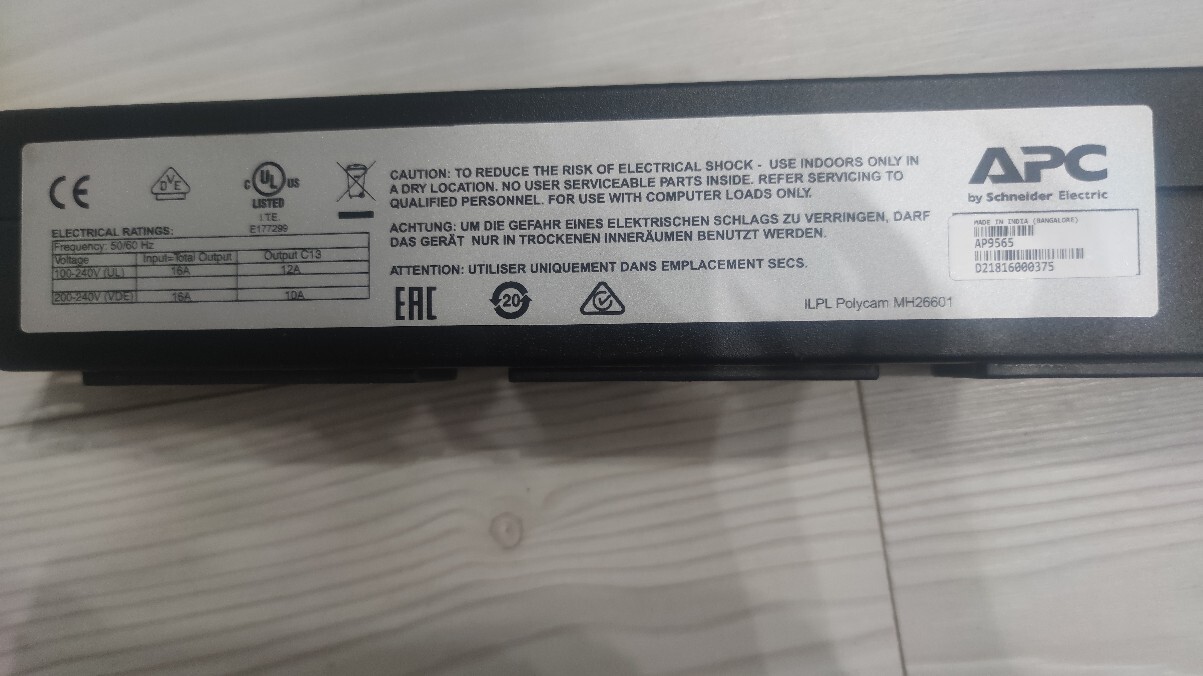 CE
DVE
C UL US
LISTED
I.T.E.
E177299
ELECTRICAL RATINGS:
Frequency: 50/60 Hz
Voltage Input=Total Output Output C13
100-240V (UL) 16A 12A
200-240V (VDE) 16A 10A
CAUTION: TO REDUCE THE RISK OF ELECTRICAL SHOCK - USE INDOORS ONLY IN
A DRY LOCATION. NO USER SERVICEABLE PARTS INSIDE. REFER SERVICING TO
QUALIFIED PERSONNEL. FOR USE WITH COMPUTER LOADS ONLY.
ACHTUNG: UM DIE GEFAHR EINES ELEKTRISCHEN SCHLAGS ZU VERRINGEN, DARF
DAS GERÄT NUR IN TROCKENEN INNERÄUMEN BENUTZT WERDEN.
ATTENTION: UTILISER UNIQUEMENT DANS EMPLACEMENT SECS.
EAC
20
ILPL Polycam MH26601
APC
by Schneider Electric
MADE IN INDIA (BANGALORE)
AP9565
D21816000375